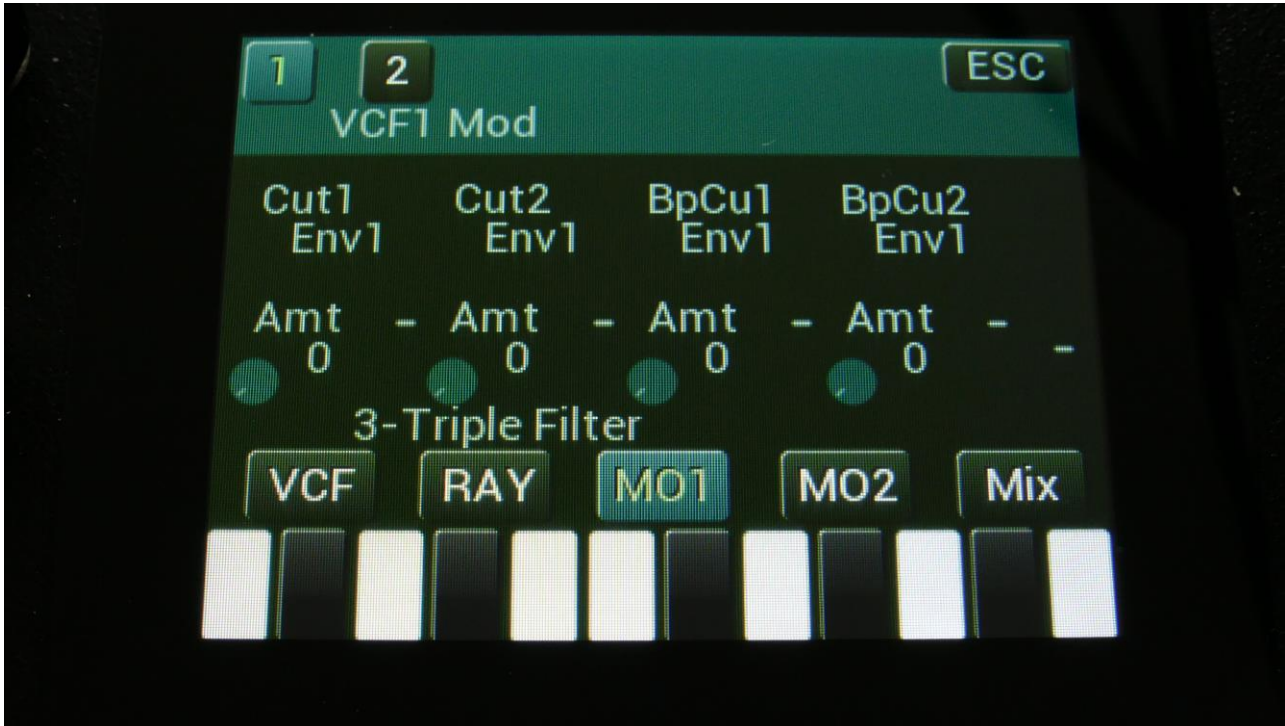 1 2 ESC
VCF1 Mod
Cut1 Cut2 BpCu1 BpCu2
Env1 Env1 Env1 Env1
Amt - Amt - Amt - Amt -
0 0 0 0 -
3-Triple Filter
VCF RAY MO1 MO2 Mix